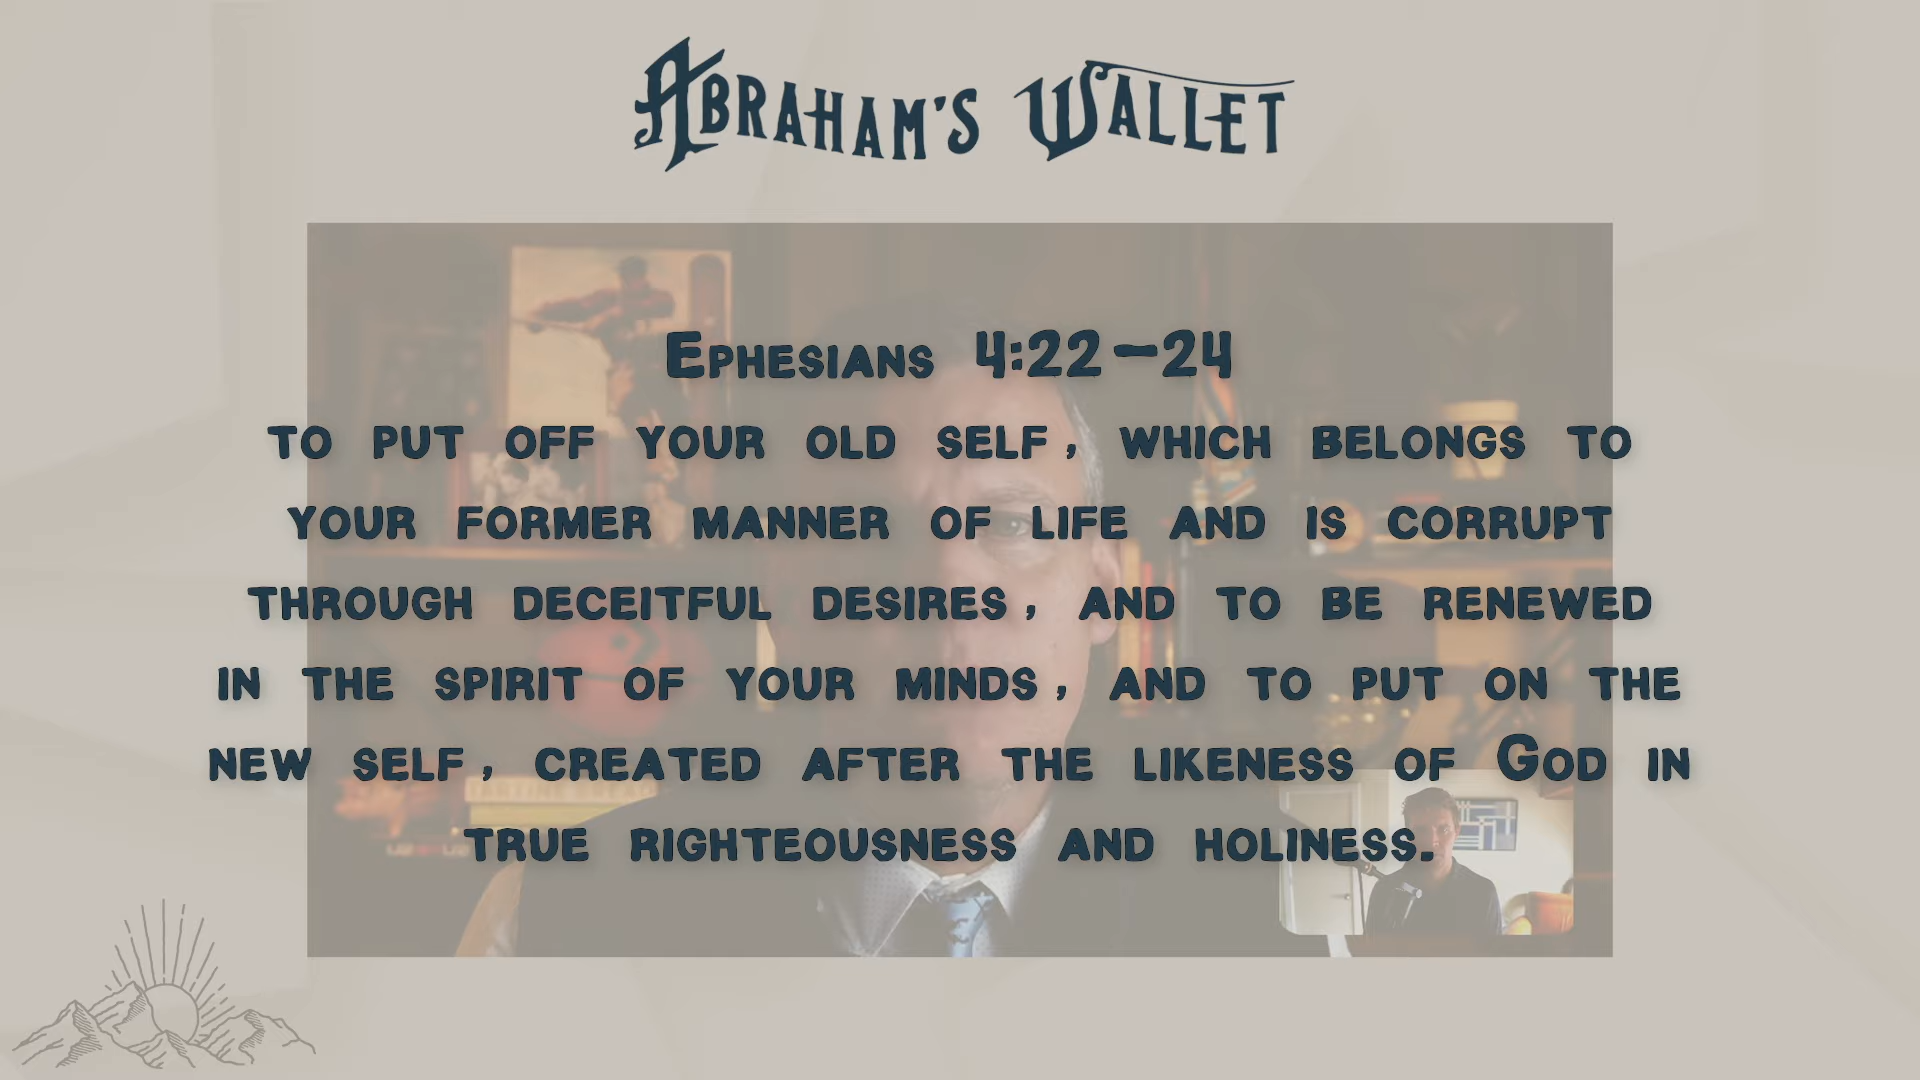 Abraham's Wallet
Ephesians 4:22–24
to put off your old self, which belongs to
your former manner of life and is corrupt
through deceitful desires, and to be renewed
in the spirit of your minds, and to put on the
new self, created after the likeness of God in
true righteousness and holiness.
TARTINE BREAD